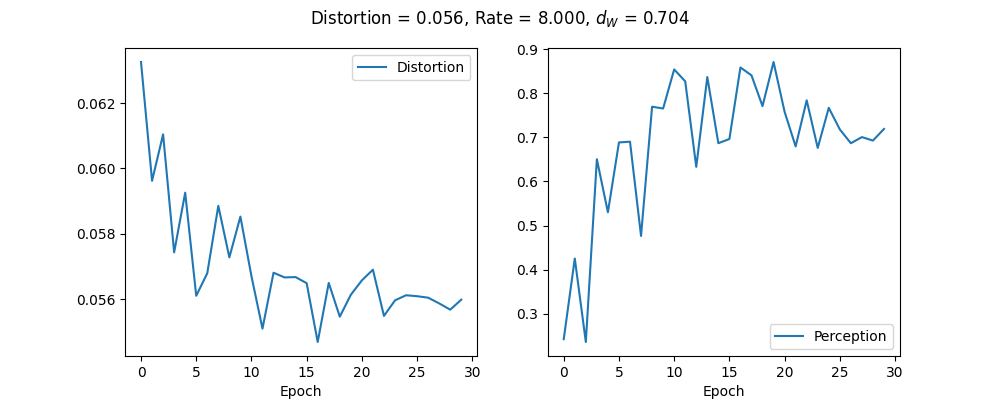 Distortion = 0.056, Rate = 8.000, d_W = 0.704
Distortion
0.062
0.060
0.058
0.056
0 5 10 15 20 25 30
Epoch
0.9
0.8
0.7
0.6
0.5
0.4
0.3
Perception
0 5 10 15 20 25 30
Epoch